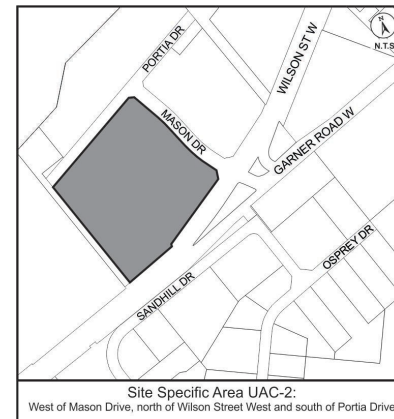 PORTIA DR
N
N.T.S
WILSON ST W
MASON DR
GARNER ROAD W
OSPREY DR
SANDHILL DR
Site Specific Area UAC-2:
West of Mason Drive, north of Wilson Street West and south of Portia Drive